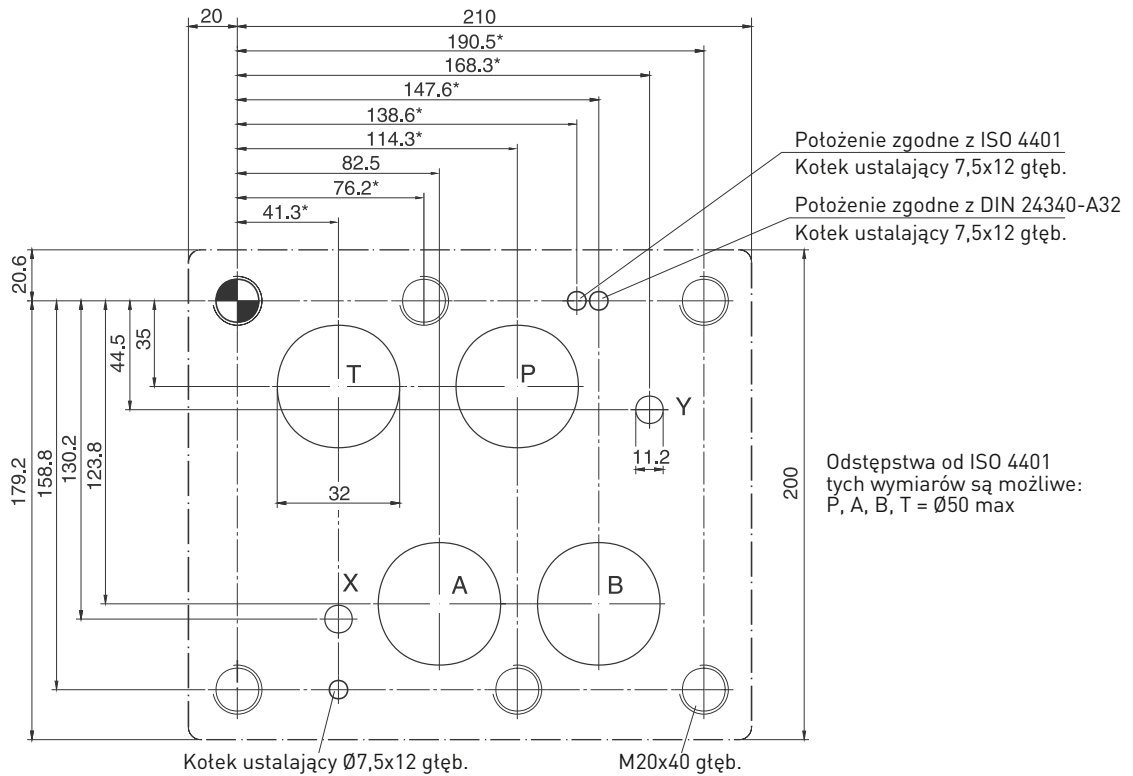 20
210
190.5*
168.3*
147.6*
138.6*
114.3*
82.5
76.2*
41.3*
Położenie zgodne z ISO 4401
Kołek ustalający 7,5x12 głęb.
Położenie zgodne z DIN 24340-A32
Kołek ustalający 7,5x12 głęb.
20.6
179.2
158.8
130.2
123.8
44.5
35
T
P
Y
11.2
32
200
Odstępstwa od ISO 4401
tych wymiarów są możliwe:
P, A, B, T = Ø50 max
X
A
B
Kołek ustalający Ø7,5x12 głęb.
M20x40 głęb.